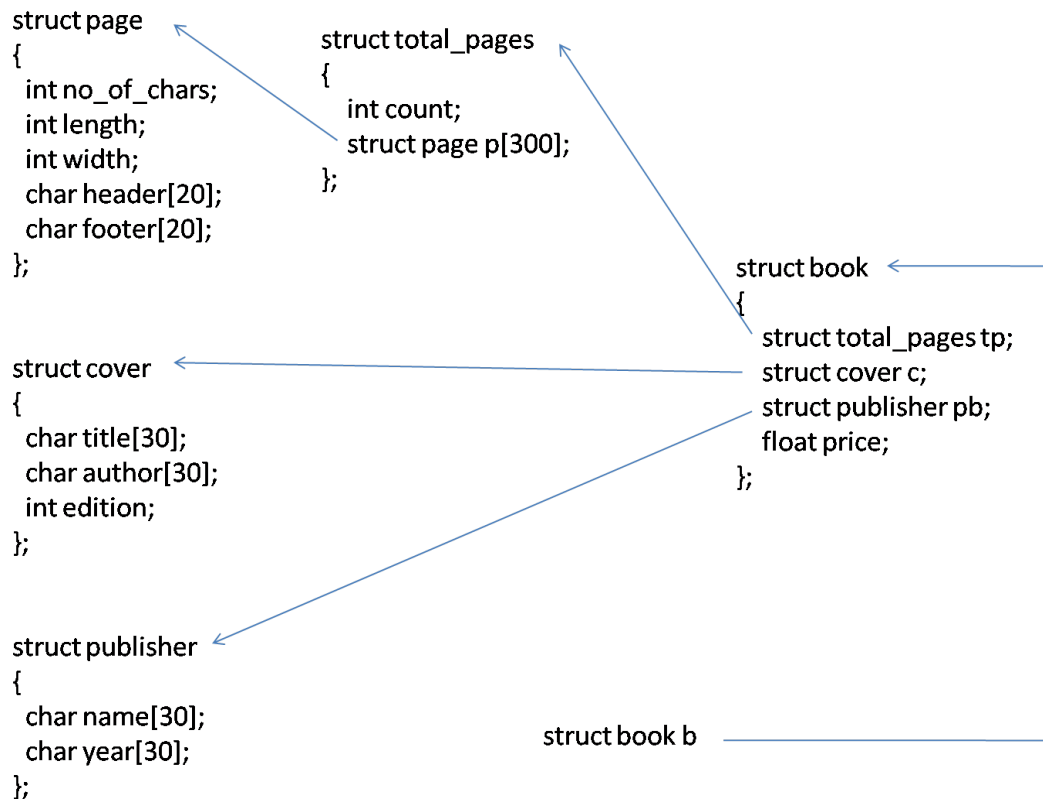 struct page
{
int no_of_chars;
int length;
int width;
char header[20];
char footer[20];
};
struct total_pages
{
int count;
struct page p[300];
};
struct book
{
struct total_pages tp;
struct cover c;
struct publisher pb;
float price;
};
struct cover
{
char title[30];
char author[30];
int edition;
};
struct publisher
{
char name[30];
char year[30];
};
struct book b